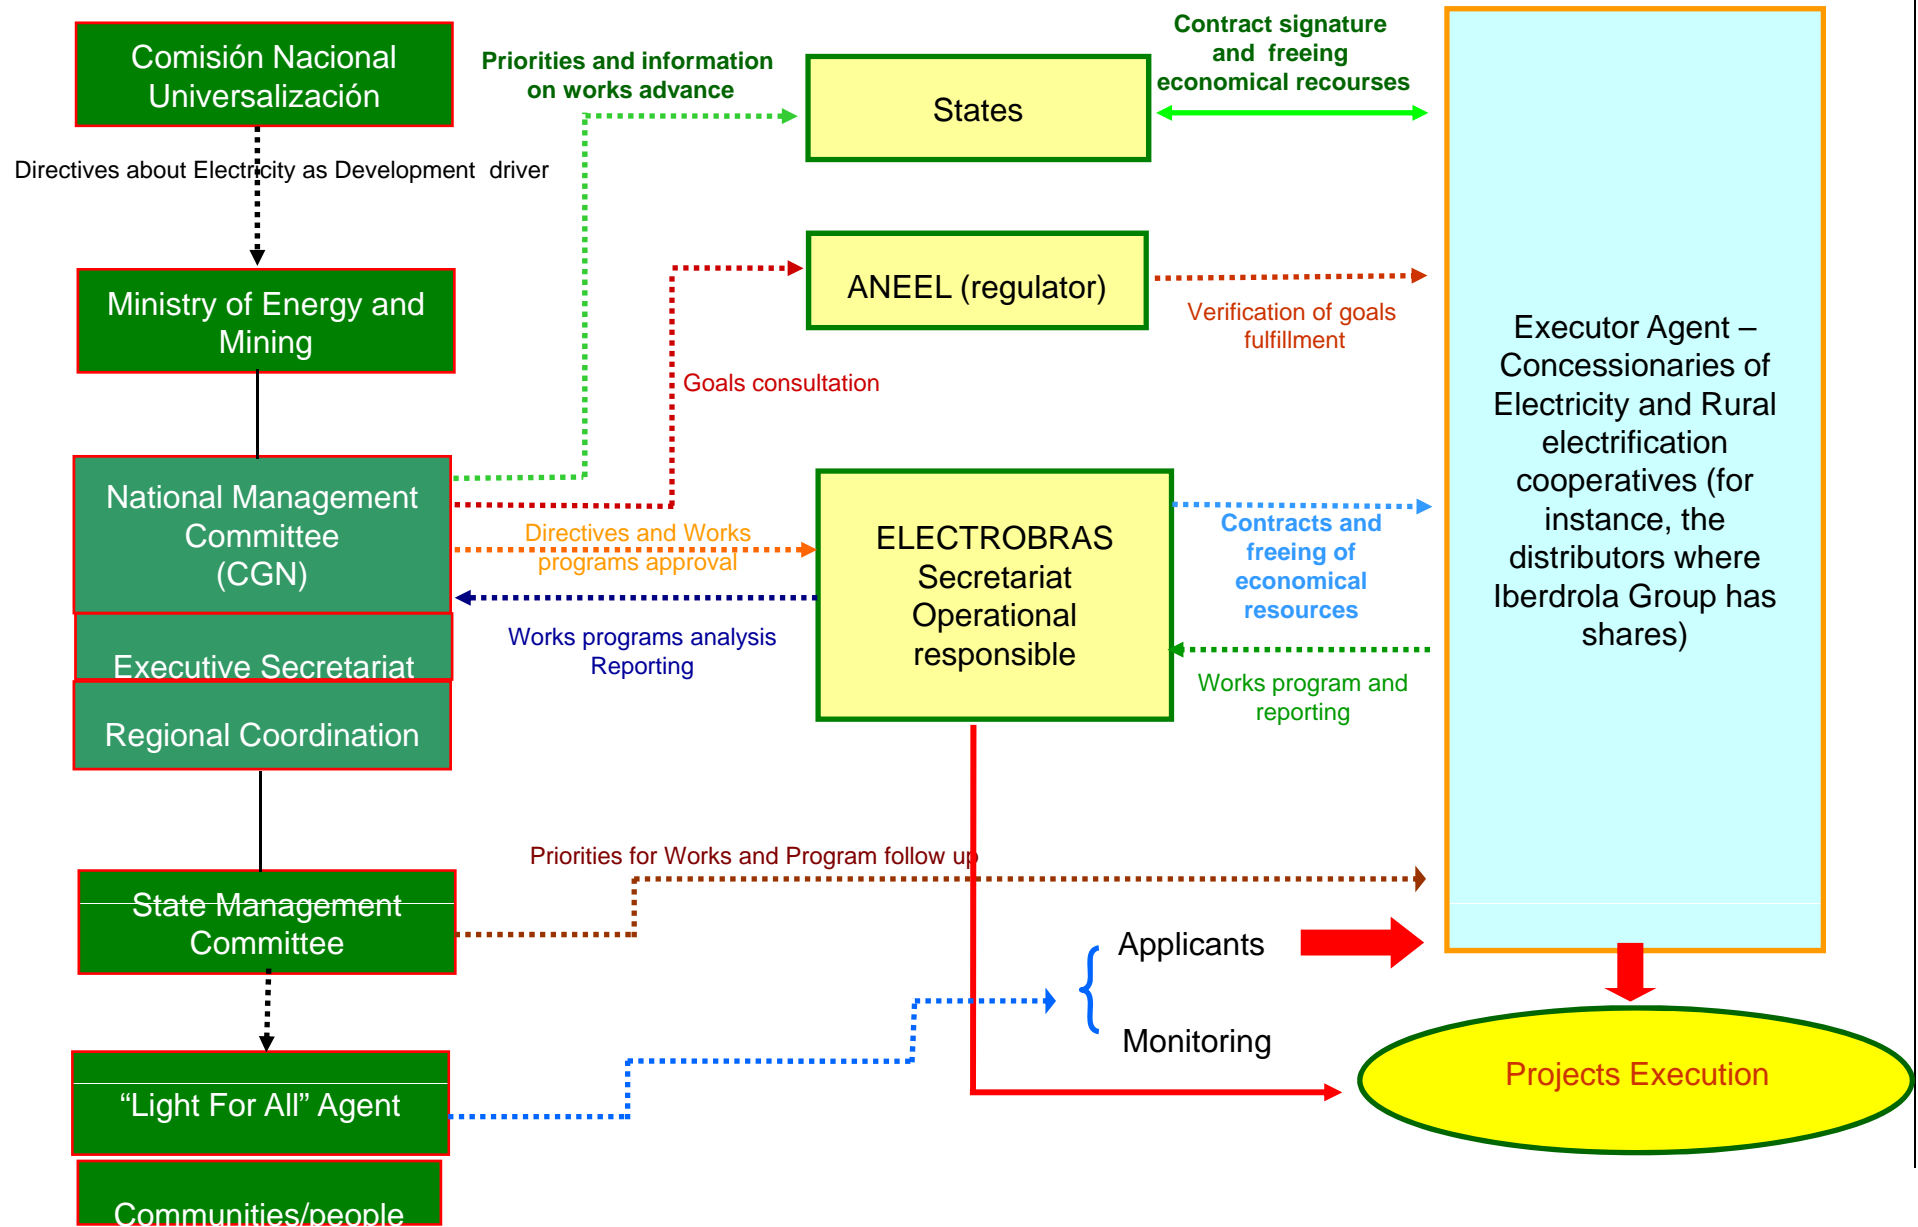 Comisión Nacional
Universalización
Directives about Electricity as Development  driver
Ministry of Energy and
Mining
National Management
Committee
(CGN)
Executive Secretariat
Regional Coordination
State Management
Committee
“Light For All” Agent
Communities/people
Priorities and information
on works advance
States
Contract signature
and  freeing
economical recourses
ANEEL (regulator)
Verification of goals
fulfillment
Goals consultation
Directives and Works
programs approval
Works programs analysis
Reporting
ELECTROBRAS
Secretariat
Operational
responsible
Contracts and
freeing of
economical
resources
Works program and
reporting
Executor Agent –
Concessionaries of
Electricity and Rural
electrification
cooperatives (for
instance, the
distributors where
Iberdrola Group has
shares)
Priorities for Works and Program follow up
Applicants
Monitoring
Projects Execution